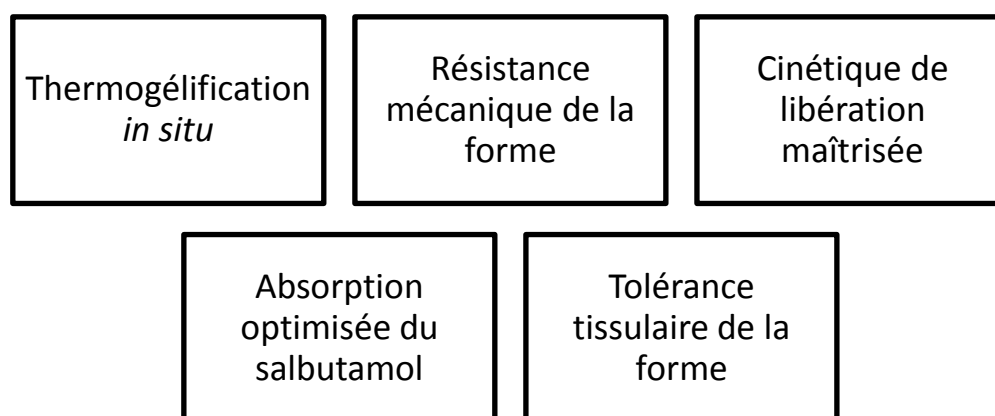 Thermogélification
in situ
Résistance
mécanique de la
forme
Cinétique de
libération
maîtrisée
Absorption
optimisée du
salbutamol
Tolérance
tissulaire de la
forme